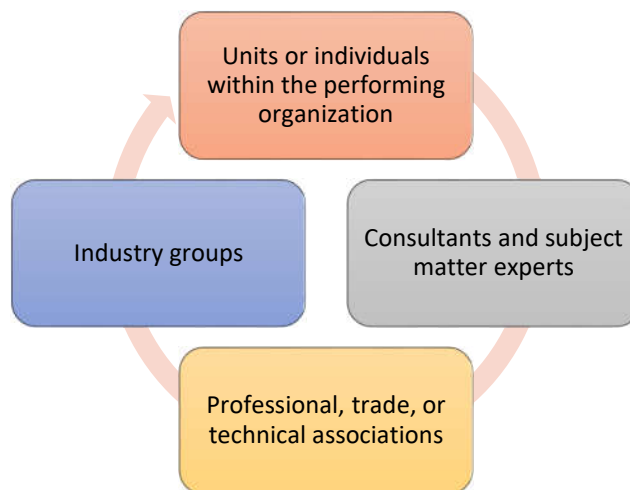 Units or individuals
within the performing
organization
Consultants and subject
matter experts
Professional, trade, or
technical associations
Industry groups